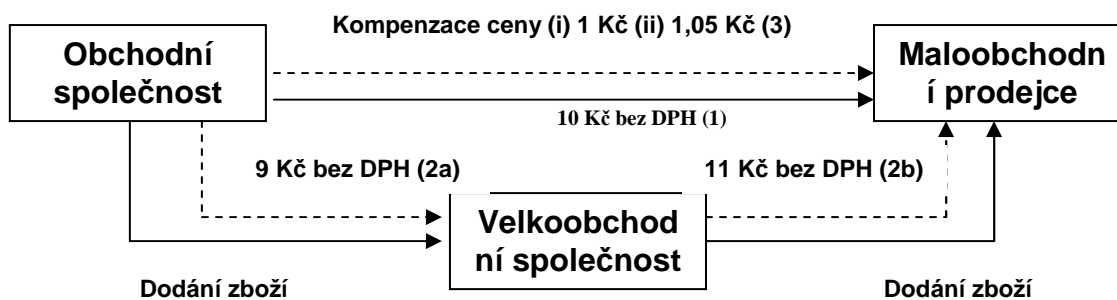 Kompenzace ceny (i) 1 Kč (ii) 1,05 Kč (3)
Obchodní
společnost
Maloobchodn
í prodejce
10 Kč bez DPH (1)
9 Kč bez DPH (2a)
11 Kč bez DPH (2b)
Velkoobchod
ní společnost
Dodání zboží
Dodání zboží